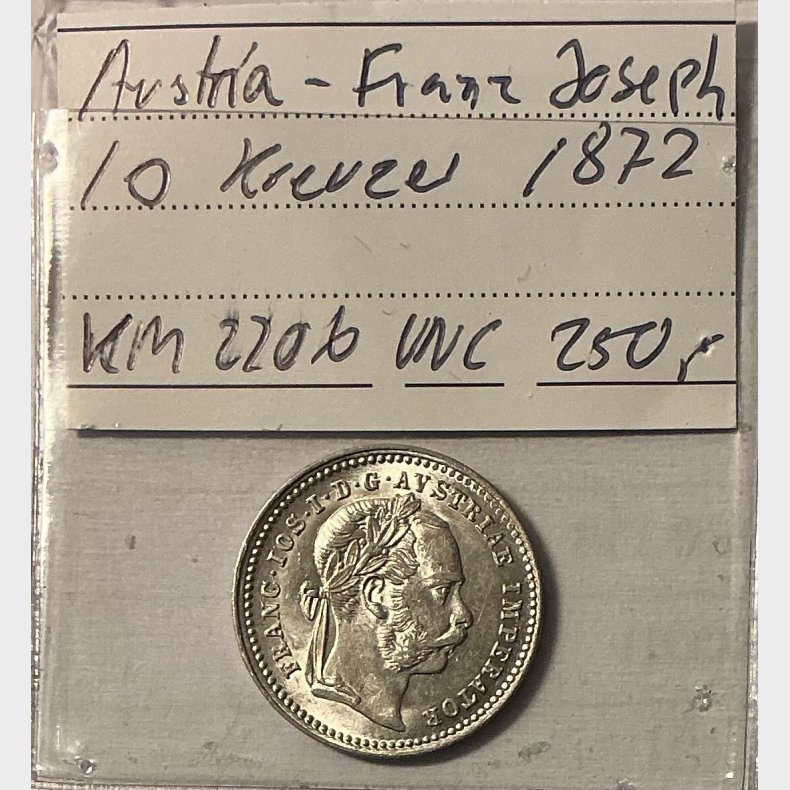 Austria - Franz Joseph
10 Kreuzer 1872
KM 2206 UNC 250,-
FRANC·IOS·I·D·G·AVSTRIAE IMPERATOR